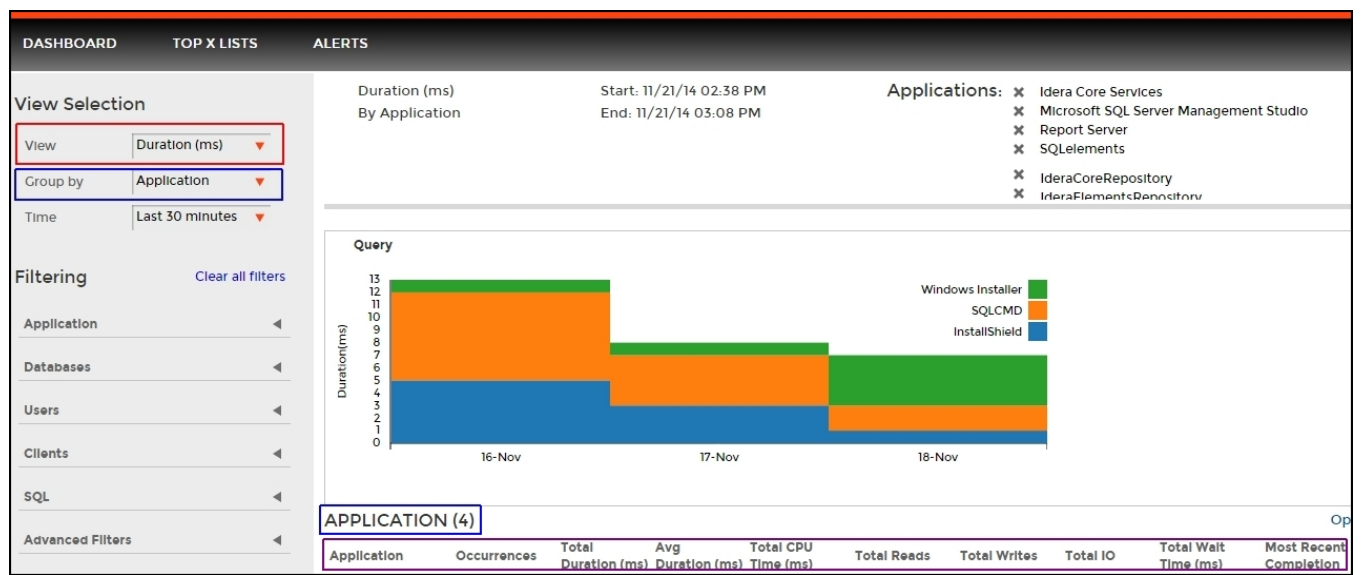 DASHBOARD TOP X LISTS ALERTS
View Selection
View Duration (ms)
Group by Application
Time Last 30 minutes
Filtering Clear all filters
Application
Databases
Users
Clients
SQL
Advanced Filters
Duration (ms)
By Application
Start: 11/21/14 02:38 PM
End: 11/21/14 03:08 PM
Applications:
Idera Core Services
Microsoft SQL Server Management Studio
Report Server
SQLelements
IderaCoreRepository
IderaElementsRepository
Query
Duration(ms)
13
12
11
10
9
8
7
6
5
4
3
2
1
0
16-Nov 17-Nov 18-Nov
Windows Installer
SQLCMD
InstallShield
APPLICATION (4)
Op
Application Occurrences Total Duration (ms) Avg Duration (ms) Total CPU Time (ms) Total Reads Total Writes Total IO Total Wait Time (ms) Most Recent Completion